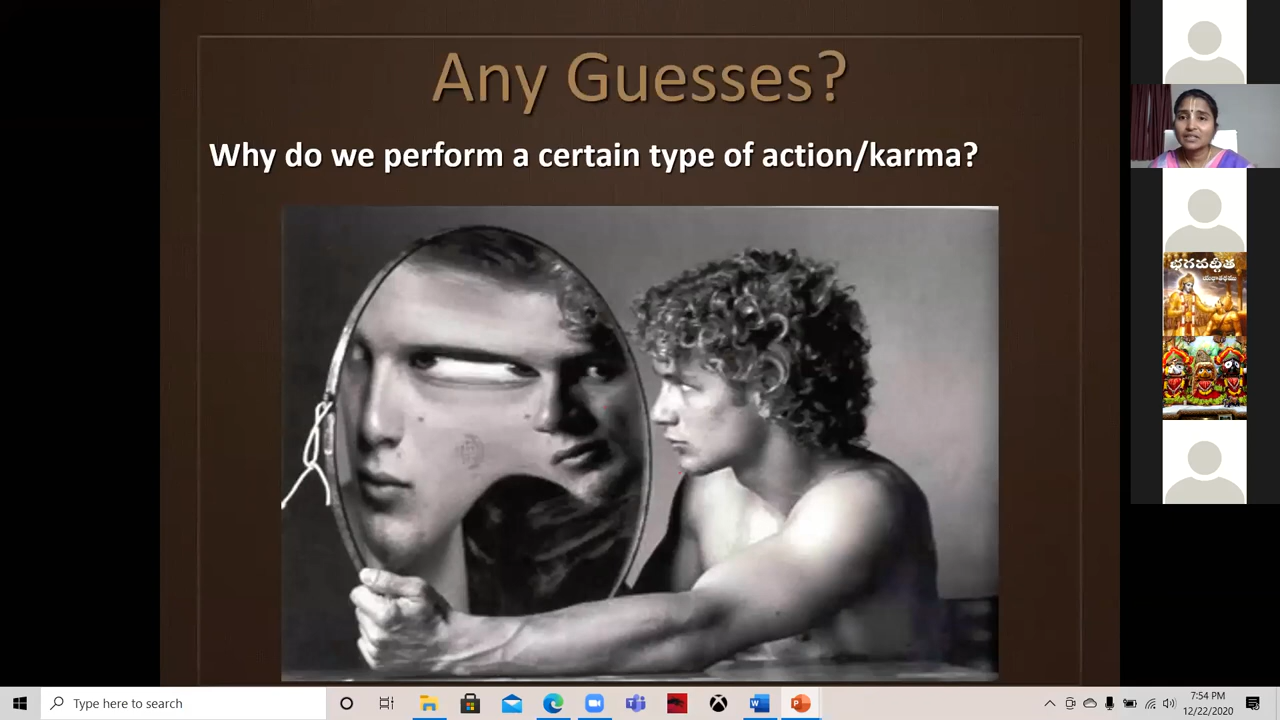 Any Guesses?
Why do we perform a certain type of action/karma?
భగవద్గీత
Type here to search
7:54 PM
12/22/2020